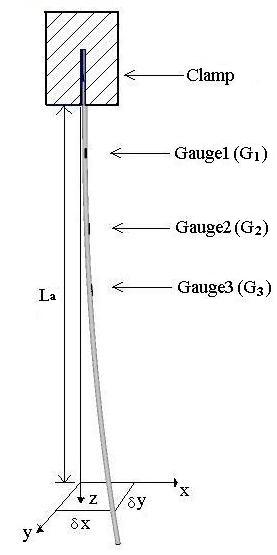 Clamp
Gauge1 (G1)
Gauge2 (G2)
Gauge3 (G3)
La
x
z
δy
δx
y